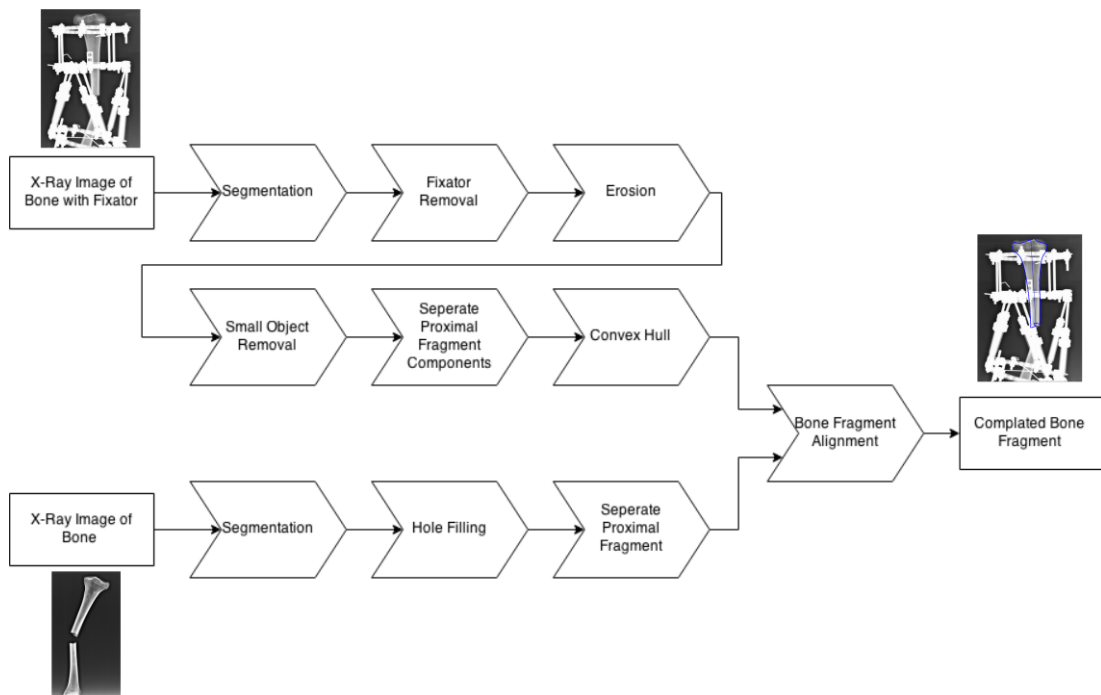 X-Ray Image of
Bone with Fixator
Segmentation
Fixator
Removal
Erosion
Small Object
Removal
Seperate
Proximal
Fragment
Components
Convex Hull
Bone Fragment
Alignment
Complated Bone
Fragment
X-Ray Image of
Bone
Segmentation
Hole Filling
Seperate
Proximal
Fragment